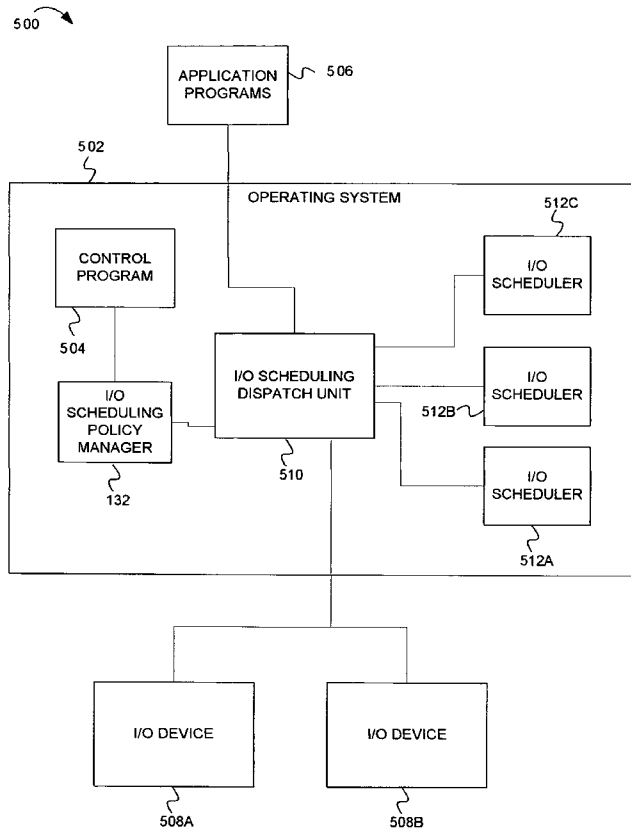 500
APPLICATION
PROGRAMS
506
502
OPERATING SYSTEM
512C
CONTROL
PROGRAM
I/O
SCHEDULER
504
I/O SCHEDULING
DISPATCH UNIT
I/O
SCHEDULER
512B
I/O
SCHEDULING
POLICY
MANAGER
510
132
I/O
SCHEDULER
512A
I/O DEVICE
I/O DEVICE
508A
508B